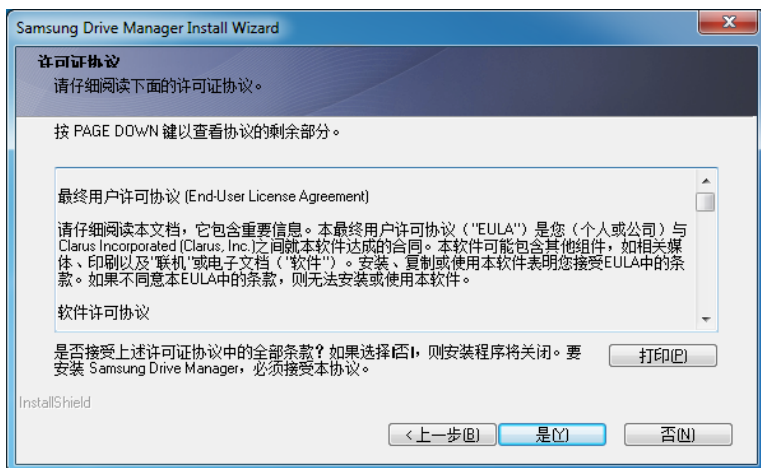 Samsung Drive Manager Install Wizard
许可证协议
请仔细阅读下面的许可证协议。
按 PAGE DOWN 键以查看协议的剩余部分。
最终用户许可协议 (End-User License Agreement)
请仔细阅读本文档，它包含重要信息。本最终用户许可协议（"EULA"）是您（个人或公司）与
Clarus Incorporated (Clarus, Inc.)之间就本软件达成的合同。本软件可能包含其他组件，如相关媒
体、印刷以及"联机"或电子文档（"软件"）。安装、复制或使用本软件表明您接受EULA中的条
款。如果不同意本EULA中的条款，则无法安装或使用本软件。
软件许可协议
是否接受上述许可证协议中的全部条款？如果选择|否|，则安装程序将关闭。要
安装 Samsung Drive Manager，必须接受本协议。
打印(P)
InstallShield
<上一步(B)
是(Y)
否(N)